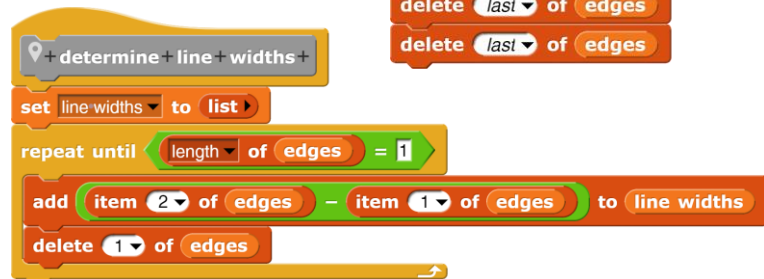 delete last of edges
delete last of edges
+determine+line+widths+
set line widths to list
repeat until length of edges = 1
add item 2 of edges − item 1 of edges to line widths
delete 1 of edges